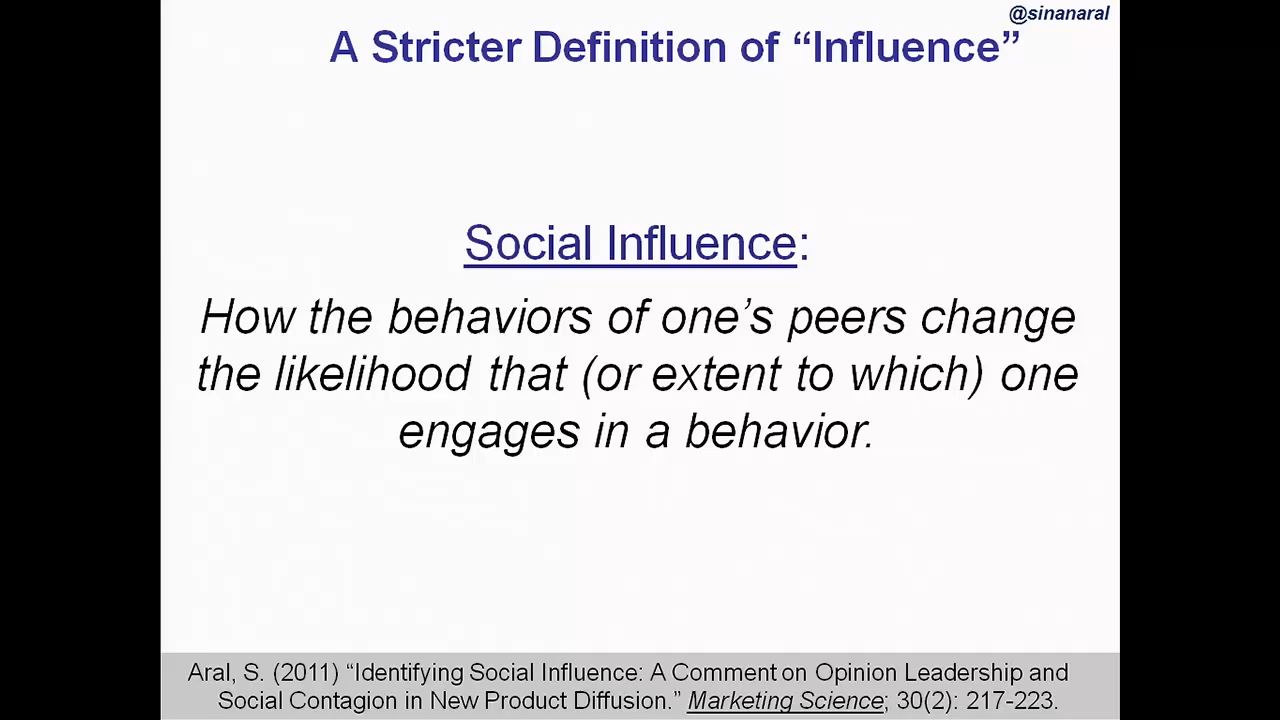 @sinanaral
A Stricter Definition of “Influence”
Social Influence:
How the behaviors of one’s peers change
the likelihood that (or extent to which) one
engages in a behavior.
Aral, S. (2011) “Identifying Social Influence: A Comment on Opinion Leadership and
Social Contagion in New Product Diffusion.” Marketing Science; 30(2): 217-223.